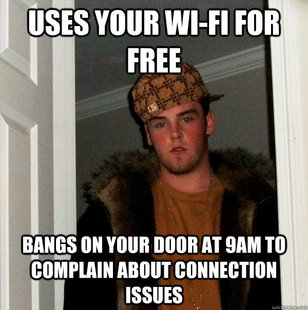 USES YOUR WI-FI FOR
FREE
BANGS ON YOUR DOOR AT 9AM TO
COMPLAIN ABOUT CONNECTION
ISSUES